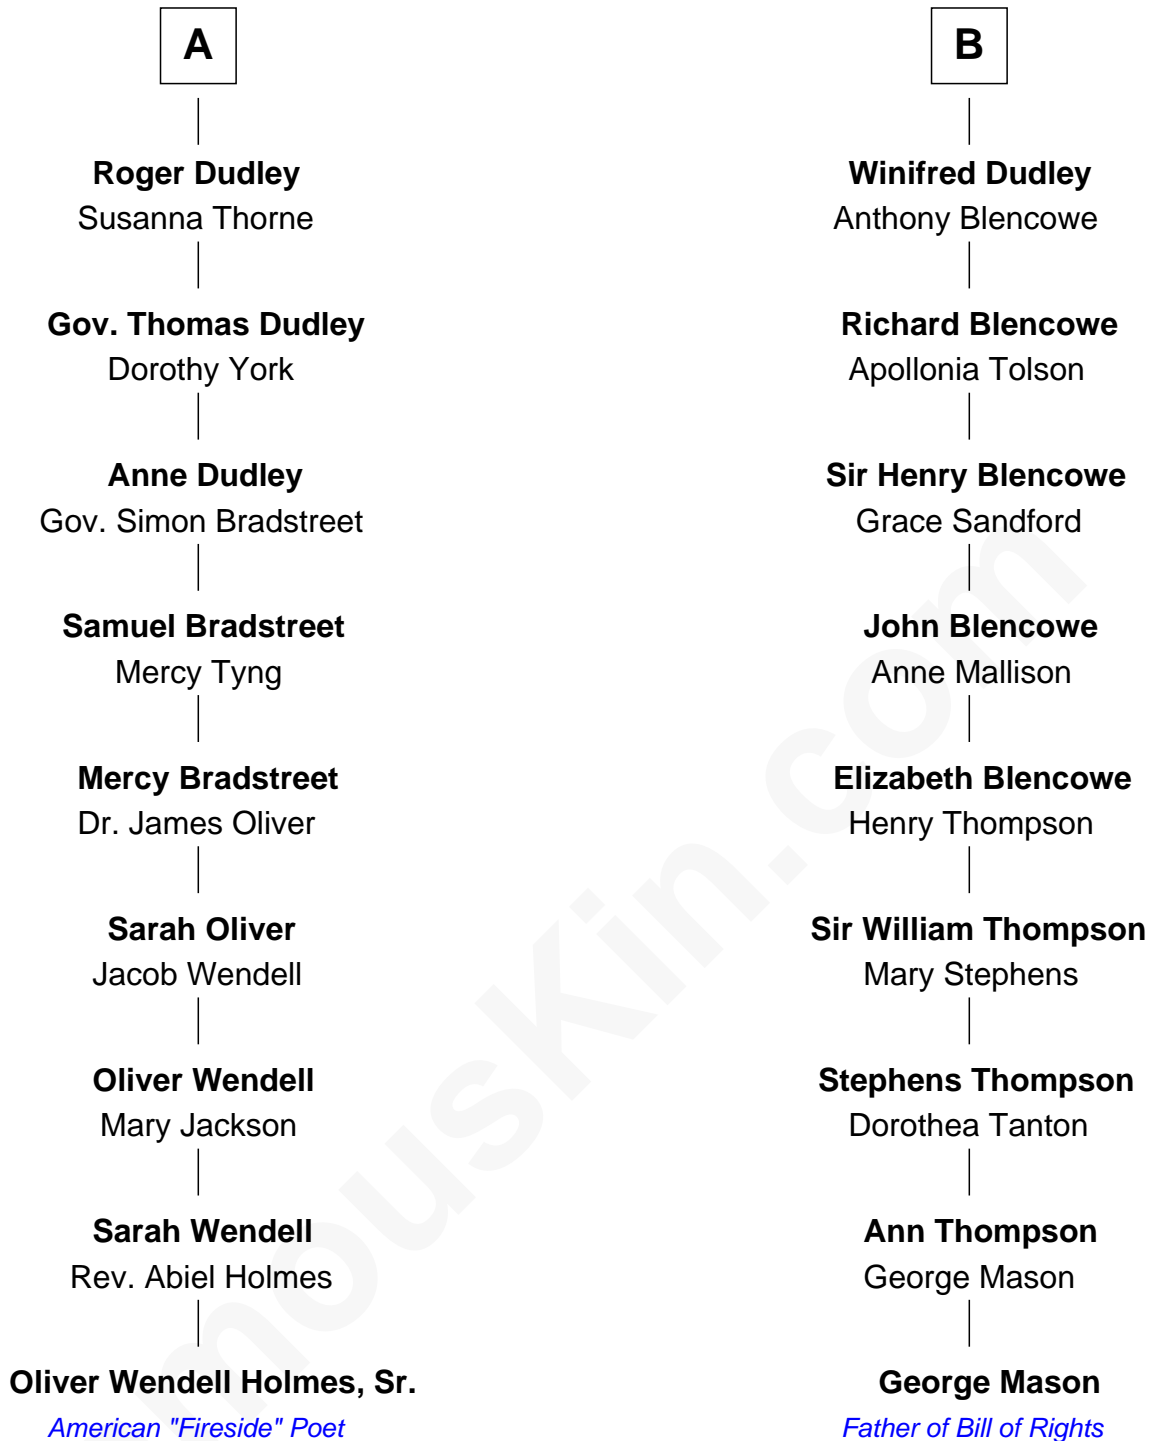 A
Roger Dudley
Susanna Thorne
Gov. Thomas Dudley
Dorothy York
Anne Dudley
Gov. Simon Bradstreet
Samuel Bradstreet
Mercy Tyng
Mercy Bradstreet
Dr. James Oliver
Sarah Oliver
Jacob Wendell
Oliver Wendell
Mary Jackson
Sarah Wendell
Rev. Abiel Holmes
Oliver Wendell Holmes, Sr.
American "Fireside" Poet
B
Winifred Dudley
Anthony Blencowe
Richard Blencowe
Apollonia Tolson
Sir Henry Blencowe
Grace Sandford
John Blencowe
Anne Mallison
Elizabeth Blencowe
Henry Thompson
Sir William Thompson
Mary Stephens
Stephens Thompson
Dorothea Tanton
Ann Thompson
George Mason
George Mason
Father of Bill of Rights
mouskin.com